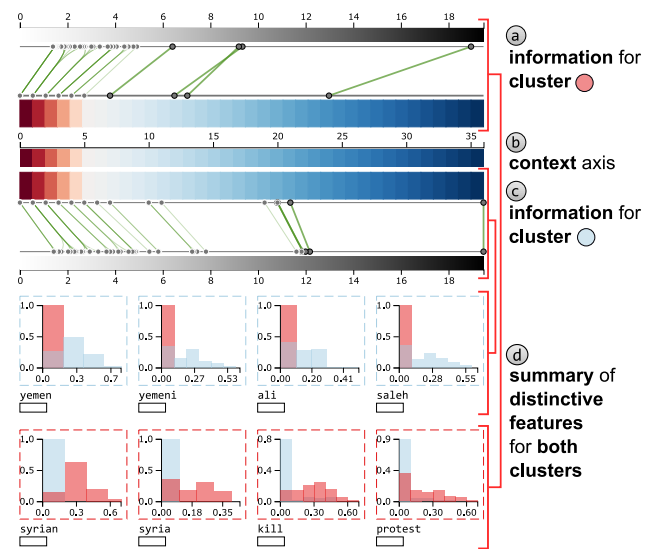 0 2 4 6 8 10 12 14 16 18
a
information for
cluster
0 5 10 15 20 25 30 35
b
context axis
c
information for
cluster
0 2 4 6 8 10 12 14 16 18
1.0 0.5 0.0 0.0 0.3 0.7
yemen
1.0 0.5 0.0 0.00 0.27 0.53
yemeni
1.0 0.5 0.0 0.00 0.20 0.41
ali
1.0 0.5 0.0 0.00 0.28 0.55
saleh
d
summary of
distinctive
features
for both
clusters
1.0 0.5 0.0 0.0 0.3 0.6
syrian
1.0 0.5 0.0 0.00 0.18 0.35
syria
0.8 0.4 0.0 0.00 0.30 0.60
kill
0.9 0.4 0.0 0.00 0.30 0.60
protest